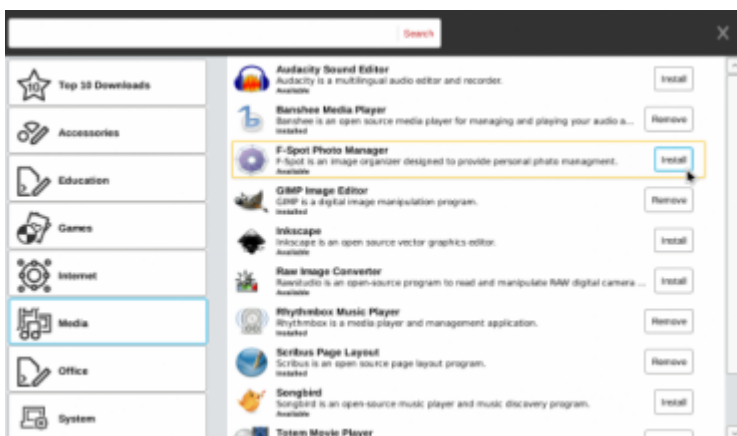 Search
X
10
Top 10 Downloads
Accessories
Education
Games
Internet
Media
Office
System
Audacity Sound Editor
Audacity is a multilingual audio editor and recorder.
Available
Install
Banshee Media Player
Banshee is an open source media player for managing and playing your audio a...
Installed
Remove
F-Spot Photo Manager
F-Spot is an image organizer designed to provide personal photo managment.
Available
Install
GIMP Image Editor
GIMP is a digital image manipulation program.
Installed
Remove
Inkscape
Inkscape is an open source vector graphics editor.
Available
Install
Raw Image Converter
Rawstudio is an open-source program to read and manipulate RAW digital camera ...
Available
Install
Rhythmbox Music Player
Rhythmbox is a media player and management application.
Installed
Remove
Scribus Page Layout
Scribus is an open source page layout program.
Installed
Remove
Songbird
Songbird is an open-source music player and music discovery program.
Available
Install
Totem Movie Player